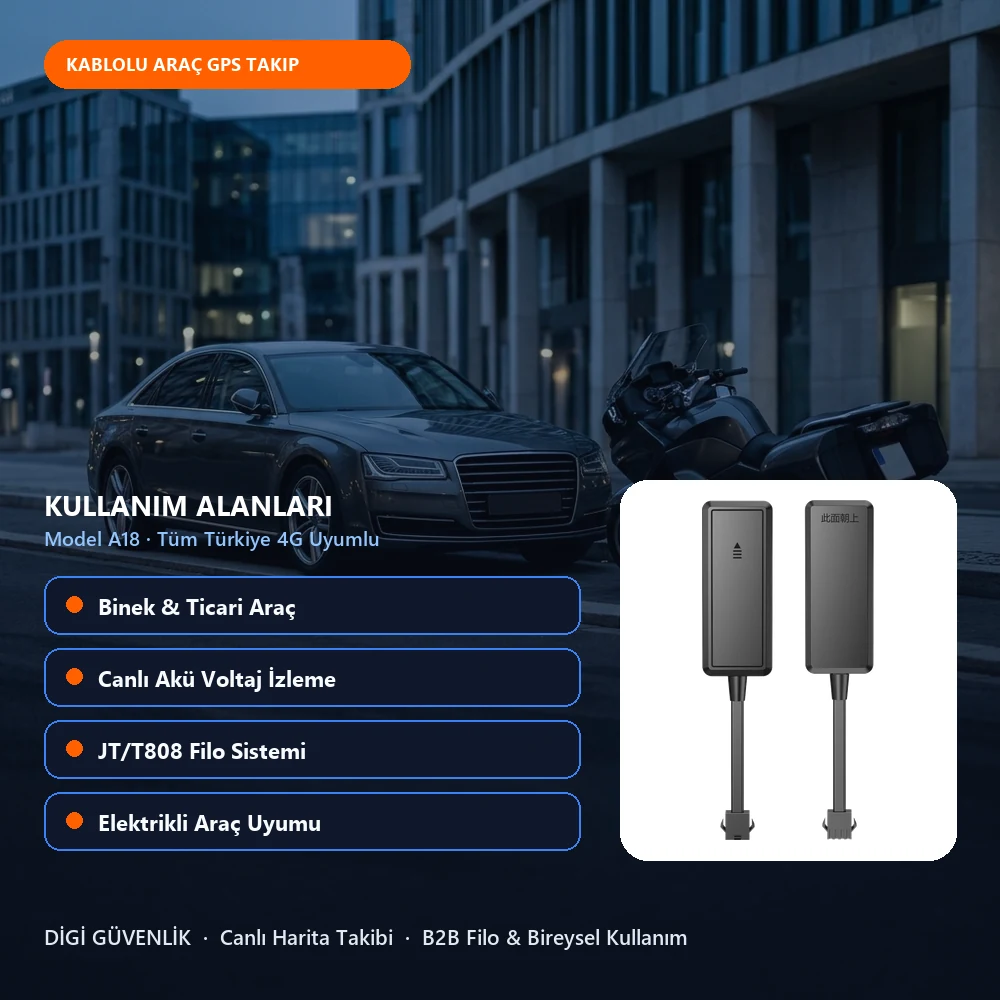 KABLOLU ARAÇ GPS TAKIP
KULLANIM ALANLARI
Model A18 · Tüm Türkiye 4G Uyumlu
Binek & Ticari Araç
Canlı Akü Voltaj İzleme
JT/T808 Filo Sistemi
Elektrikli Araç Uyumu
此面朝上
DİGİ GÜVENLİK · Canlı Harita Takibi · B2B Filo & Bireysel Kullanım